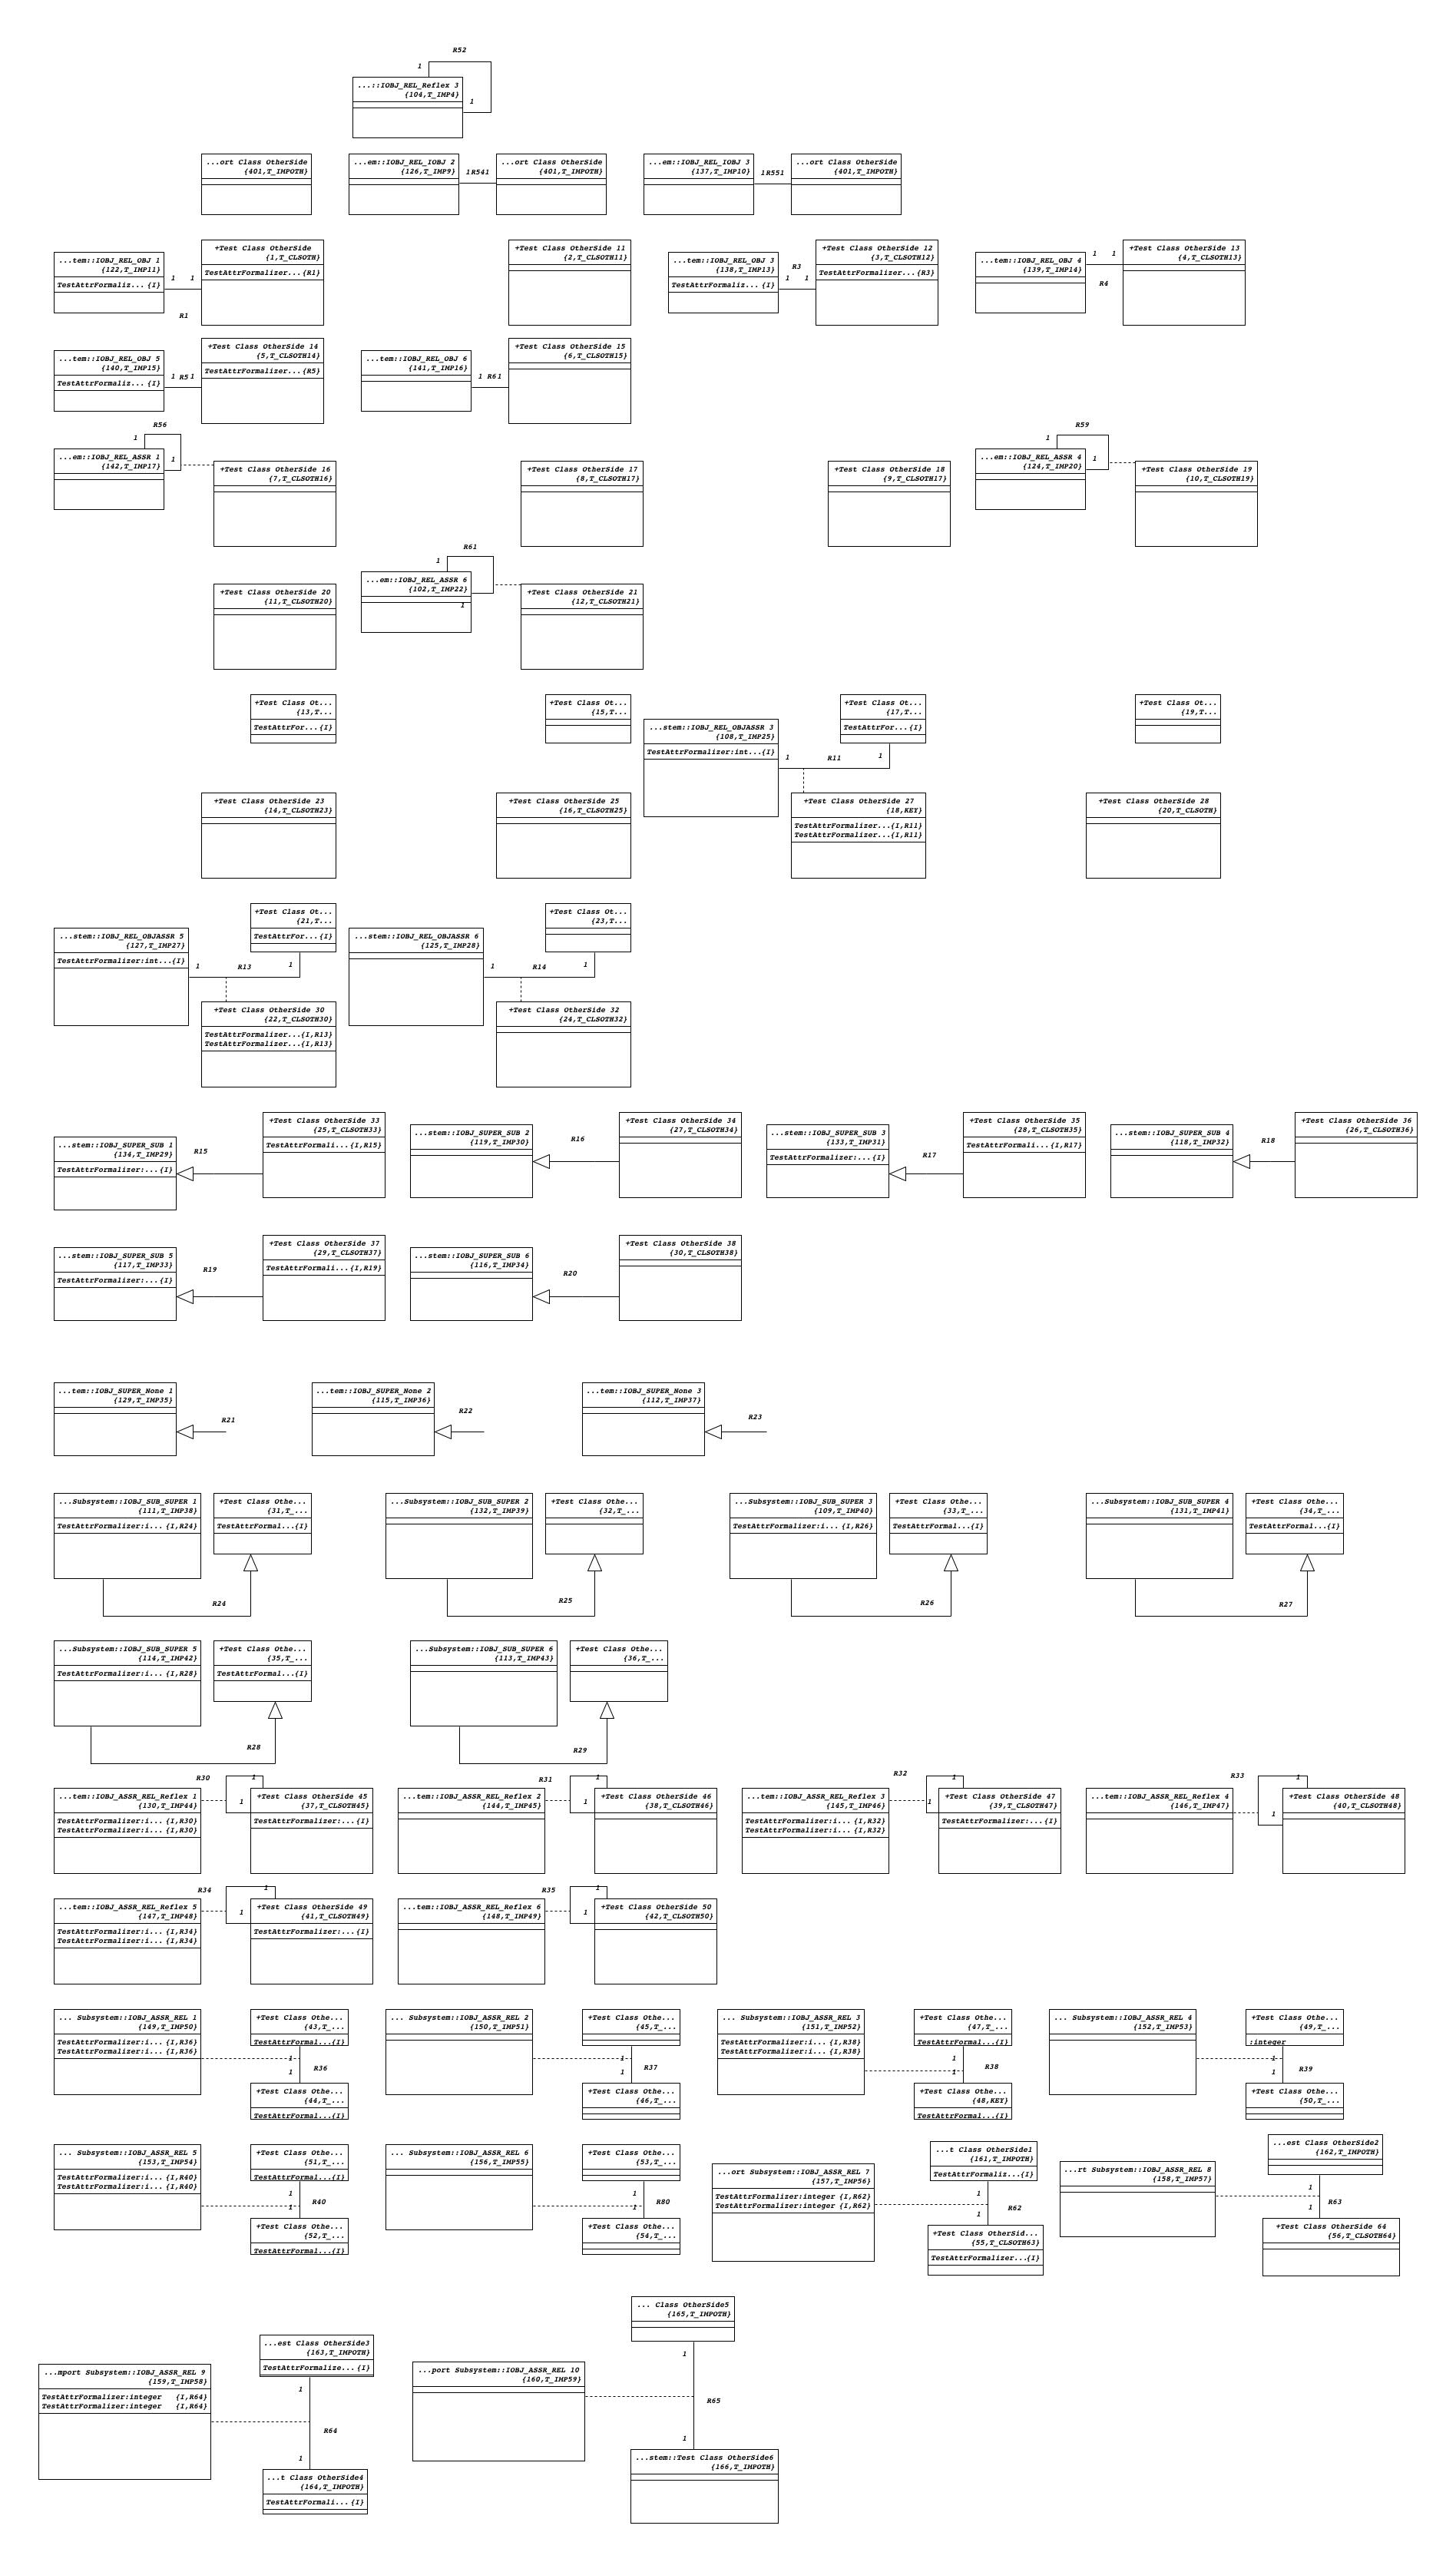 R52
1
...::IOBJ_REL_Reflex 3
{104,T_IMP4}
1
...ort Class OtherSide
{401,T_IMPOTH}
...em::IOBJ_REL_IOBJ 2
{126,T_IMP9}
1R541
...ort Class OtherSide
{401,T_IMPOTH}
...em::IOBJ_REL_IOBJ 3
{137,T_IMP10}
1R551
...ort Class OtherSide
{401,T_IMPOTH}
...tem::IOBJ_REL_OBJ 1
{122,T_IMP11}
TestAttrFormaliz... {I}
1 1
R1
+Test Class OtherSide
{1,T_CLSOTH}
TestAttrFormalizer...{R1}
+Test Class OtherSide 11
{2,T_CLSOTH11}
...tem::IOBJ_REL_OBJ 3
{138,T_IMP13}
TestAttrFormaliz... {I}
R3
1 1
+Test Class OtherSide 12
{3,T_CLSOTH12}
TestAttrFormalizer...{R3}
...tem::IOBJ_REL_OBJ 4
{139,T_IMP14}
1 1
R4
+Test Class OtherSide 13
{4,T_CLSOTH13}
...tem::IOBJ_REL_OBJ 5
{140,T_IMP15}
TestAttrFormaliz... {I}
1 R5 1
+Test Class OtherSide 14
{5,T_CLSOTH14}
TestAttrFormalizer...{R5}
...tem::IOBJ_REL_OBJ 6
{141,T_IMP16}
1 R6 1
+Test Class OtherSide 15
{6,T_CLSOTH15}
R56
1
...em::IOBJ_REL_ASSR 1
{142,T_IMP17}
1
+Test Class OtherSide 16
{7,T_CLSOTH16}
+Test Class OtherSide 17
{8,T_CLSOTH17}
+Test Class OtherSide 18
{9,T_CLSOTH17}
R59
1
...em::IOBJ_REL_ASSR 4
{124,T_IMP20}
1
+Test Class OtherSide 19
{10,T_CLSOTH19}
+Test Class OtherSide 20
{11,T_CLSOTH20}
R61
1
...em::IOBJ_REL_ASSR 6
{102,T_IMP22}
1
+Test Class OtherSide 21
{12,T_CLSOTH21}
+Test Class Ot...
{13,T...
TestAttrFor...{I}
+Test Class Ot...
{15,T...
...stem::IOBJ_REL_OBJASSR 3
{108,T_IMP25}
TestAttrFormalizer:int...{I}
1 R11 1
+Test Class Ot...
{17,T...
TestAttrFor...{I}
+Test Class Ot...
{19,T...
+Test Class OtherSide 23
{14,T_CLSOTH23}
+Test Class OtherSide 25
{16,T_CLSOTH25}
+Test Class OtherSide 27
{18,KEY}
TestAttrFormalizer...{I,R11}
TestAttrFormalizer...{I,R11}
+Test Class OtherSide 28
{20,T_CLSOTH}
...stem::IOBJ_REL_OBJASSR 5
{127,T_IMP27}
TestAttrFormalizer:int...{I}
1 R13 1
+Test Class Ot...
{21,T...
TestAttrFor...{I}
...stem::IOBJ_REL_OBJASSR 6
{125,T_IMP28}
1 R14 1
+Test Class Ot...
{23,T...
+Test Class OtherSide 30
{22,T_CLSOTH30}
TestAttrFormalizer...{I,R13}
TestAttrFormalizer...{I,R13}
+Test Class OtherSide 32
{24,T_CLSOTH32}
...stem::IOBJ_SUPER_SUB 1
{134,T_IMP29}
TestAttrFormalizer:...{I}
R15
+Test Class OtherSide 33
{25,T_CLSOTH33}
TestAttrFormali...{I,R15}
...stem::IOBJ_SUPER_SUB 2
{119,T_IMP30}
R16
+Test Class OtherSide 34
{27,T_CLSOTH34}
...stem::IOBJ_SUPER_SUB 3
{133,T_IMP31}
TestAttrFormalizer:...{I}
R17
+Test Class OtherSide 35
{28,T_CLSOTH35}
TestAttrFormali...{I,R17}
...stem::IOBJ_SUPER_SUB 4
{118,T_IMP32}
R18
+Test Class OtherSide 36
{26,T_CLSOTH36}
...stem::IOBJ_SUPER_SUB 5
{117,T_IMP33}
TestAttrFormalizer:...{I}
R19
+Test Class OtherSide 37
{29,T_CLSOTH37}
TestAttrFormali...{I,R19}
...stem::IOBJ_SUPER_SUB 6
{116,T_IMP34}
R20
+Test Class OtherSide 38
{30,T_CLSOTH38}
...tem::IOBJ_SUPER_None 1
{129,T_IMP35}
R21
...tem::IOBJ_SUPER_None 2
{115,T_IMP36}
R22
...tem::IOBJ_SUPER_None 3
{112,T_IMP37}
R23
...Subsystem::IOBJ_SUB_SUPER 1
{111,T_IMP38}
TestAttrFormalizer:i... {I,R24}
R24
+Test Class Othe...
{31,T_...
TestAttrFormal...{I}
...Subsystem::IOBJ_SUB_SUPER 2
{132,T_IMP39}
R25
+Test Class Othe...
{32,T_...
...Subsystem::IOBJ_SUB_SUPER 3
{109,T_IMP40}
TestAttrFormalizer:i... {I,R26}
R26
+Test Class Othe...
{33,T_...
TestAttrFormal...{I}
...Subsystem::IOBJ_SUB_SUPER 4
{131,T_IMP41}
R27
+Test Class Othe...
{34,T_...
TestAttrFormal...{I}
...Subsystem::IOBJ_SUB_SUPER 5
{114,T_IMP42}
TestAttrFormalizer:i... {I,R28}
R28
+Test Class Othe...
{35,T_...
TestAttrFormal...{I}
...Subsystem::IOBJ_SUB_SUPER 6
{113,T_IMP43}
R29
+Test Class Othe...
{36,T_...
R30
...tem::IOBJ_ASSR_REL_Reflex 1
{130,T_IMP44}
TestAttrFormalizer:i... {I,R30}
TestAttrFormalizer:i... {I,R30}
1
1
+Test Class OtherSide 45
{37,T_CLSOTH45}
TestAttrFormalizer:...{I}
R31
...tem::IOBJ_ASSR_REL_Reflex 2
{144,T_IMP45}
1
1
+Test Class OtherSide 46
{38,T_CLSOTH46}
R32
...tem::IOBJ_ASSR_REL_Reflex 3
{145,T_IMP46}
TestAttrFormalizer:i... {I,R32}
TestAttrFormalizer:i... {I,R32}
1
1
+Test Class OtherSide 47
{39,T_CLSOTH47}
TestAttrFormalizer:...{I}
R33
...tem::IOBJ_ASSR_REL_Reflex 4
{146,T_IMP47}
1
1
+Test Class OtherSide 48
{40,T_CLSOTH48}
R34
...tem::IOBJ_ASSR_REL_Reflex 5
{147,T_IMP48}
TestAttrFormalizer:i... {I,R34}
TestAttrFormalizer:i... {I,R34}
1
1
+Test Class OtherSide 49
{41,T_CLSOTH49}
TestAttrFormalizer:...{I}
R35
...tem::IOBJ_ASSR_REL_Reflex 6
{148,T_IMP49}
1
1
+Test Class OtherSide 50
{42,T_CLSOTH50}
... Subsystem::IOBJ_ASSR_REL 1
{149,T_IMP50}
TestAttrFormalizer:i... {I,R36}
TestAttrFormalizer:i... {I,R36}
+Test Class Othe...
{43,T_...
TestAttrFormal...{I}
1
1
R36
+Test Class Othe...
{44,T_...
TestAttrFormal...{I}
... Subsystem::IOBJ_ASSR_REL 2
{150,T_IMP51}
+Test Class Othe...
{45,T_...
1
1
R37
+Test Class Othe...
{46,T_...
... Subsystem::IOBJ_ASSR_REL 3
{151,T_IMP52}
TestAttrFormalizer:i... {I,R38}
TestAttrFormalizer:i... {I,R38}
+Test Class Othe...
{47,T_...
TestAttrFormal...{I}
1
1
R38
+Test Class Othe...
{48,KEY}
TestAttrFormal...{I}
... Subsystem::IOBJ_ASSR_REL 4
{152,T_IMP53}
+Test Class Othe...
{49,T_...
:integer
1
1
R39
+Test Class Othe...
{50,T_...
... Subsystem::IOBJ_ASSR_REL 5
{153,T_IMP54}
TestAttrFormalizer:i... {I,R40}
TestAttrFormalizer:i... {I,R40}
+Test Class Othe...
{51,T_...
TestAttrFormal...{I}
1
1
R40
+Test Class Othe...
{52,T_...
TestAttrFormal...{I}
... Subsystem::IOBJ_ASSR_REL 6
{156,T_IMP55}
+Test Class Othe...
{53,T_...
1
1
R80
+Test Class Othe...
{54,T_...
...ort Subsystem::IOBJ_ASSR_REL 7
{157,T_IMP56}
TestAttrFormalizer:integer {I,R62}
TestAttrFormalizer:integer {I,R62}
...t Class OtherSide1
{161,T_IMPOTH}
TestAttrFormaliz...{I}
1
1
R62
+Test Class OtherSid...
{55,T_CLSOTH63}
TestAttrFormalizer...{I}
...rt Subsystem::IOBJ_ASSR_REL 8
{158,T_IMP57}
...est Class OtherSide2
{162,T_IMPOTH}
1
1
R63
+Test Class OtherSide 64
{56,T_CLSOTH64}
...mport Subsystem::IOBJ_ASSR_REL 9
{159,T_IMP58}
TestAttrFormalizer:integer {I,R64}
TestAttrFormalizer:integer {I,R64}
...est Class OtherSide3
{163,T_IMPOTH}
TestAttrFormalize... {I}
1
R64
1
...t Class OtherSide4
{164,T_IMPOTH}
TestAttrFormali... {I}
...port Subsystem::IOBJ_ASSR_REL 10
{160,T_IMP59}
... Class OtherSide5
{165,T_IMPOTH}
1
R65
1
...stem::Test Class OtherSide6
{166,T_IMPOTH}